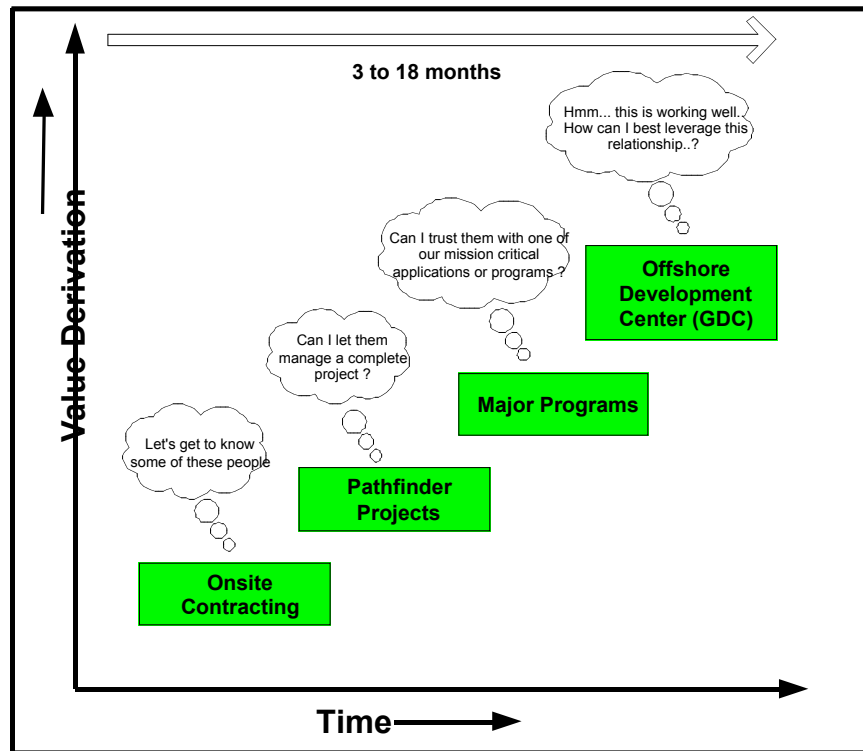 3 to 18 months
Hmm... this is working well..
How can I best leverage this
relationship..?
Offshore
Development
Center (GDC)
Can I trust them with one of
our mission critical
applications or programs ?
Major Programs
Can I let them
manage a complete
project ?
Pathfinder
Projects
Let's get to know
some of these people
Onsite
Contracting
Value Derivation
Time